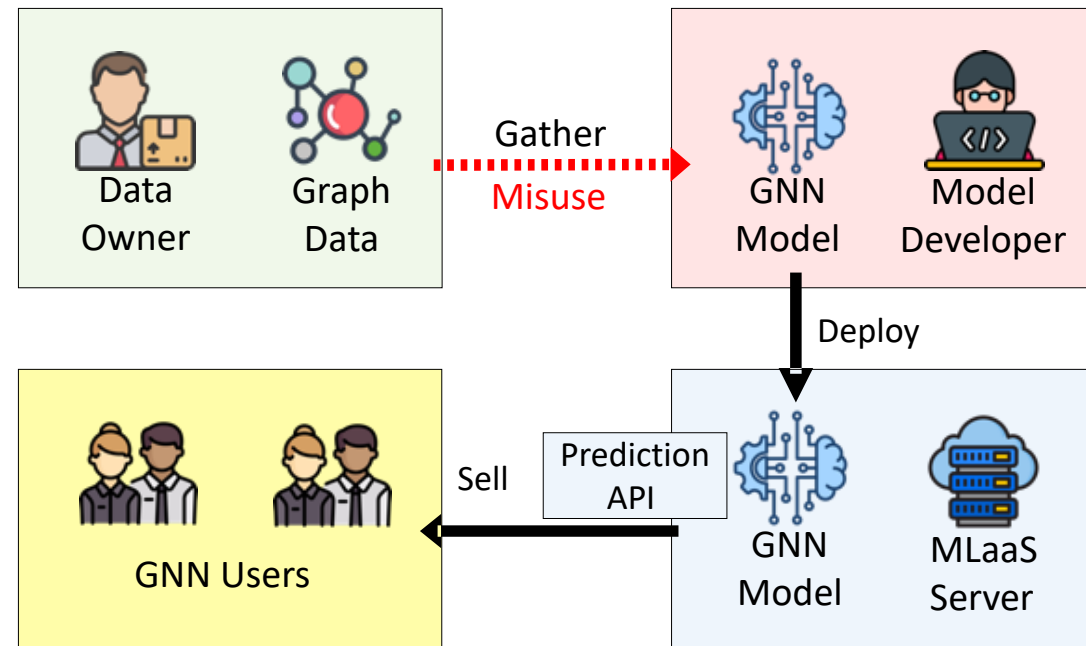 Data
Owner
Graph
Data
Gather
Misuse
GNN
Model
</>
Model
Developer
Deploy
GNN Users
Sell
Prediction
API
GNN
Model
MLaaS
Server